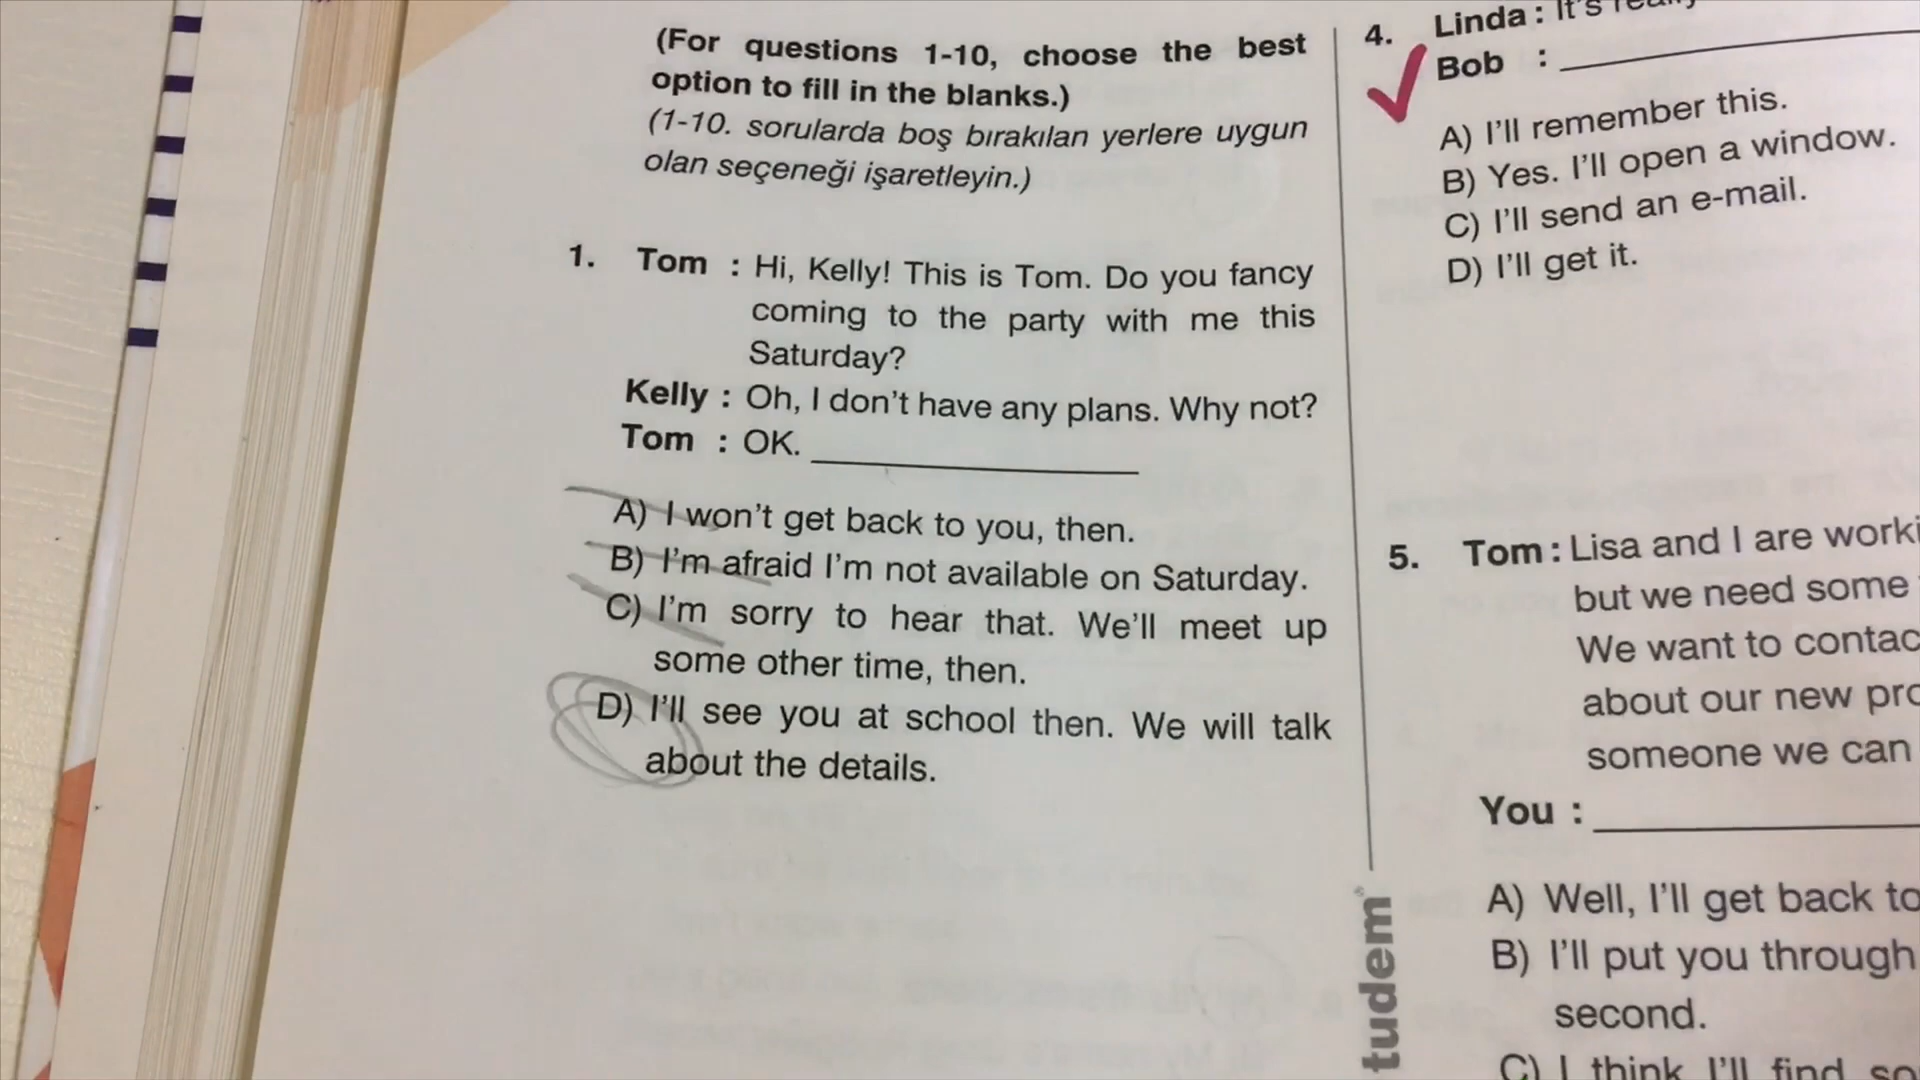 (For questions 1-10, choose the best
option to fill in the blanks.)
(1-10. sorularda boş bırakılan yerlere uygun
olan seçeneği işaretleyin.)
1. Tom : Hi, Kelly! This is Tom. Do you fancy
coming to the party with me this
Saturday?
Kelly : Oh, I don't have any plans. Why not?
Tom : OK.
A) I won't get back to you, then.
B) I'm afraid I'm not available on Saturday.
C) I'm sorry to hear that. We'll meet up
some other time, then.
D) I'll see you at school then. We will talk
about the details.
tudem
4. Linda : It's
Bob :
A) I'll remember this.
B) Yes. I'll open a window.
C) I'll send an e-mail.
D) I'll get it.
5. Tom : Lisa and I are
but we need some
We want to
about our new
someone we can
You :
A) Well, I'll get back to
B) I'll put you through
second.
C) I think I'll find